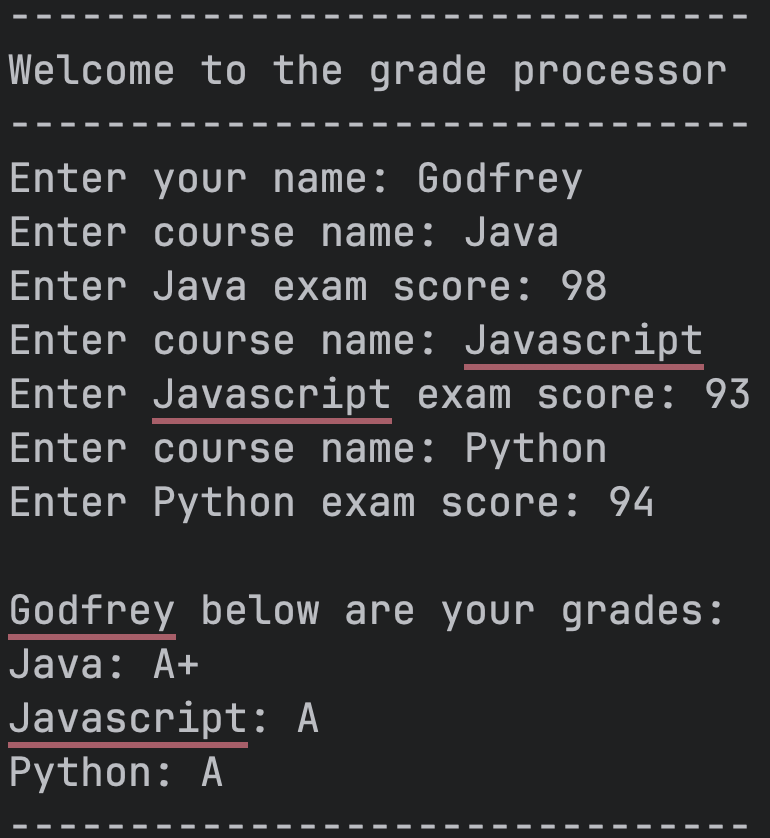 -------------------------------
Welcome to the grade processor
-------------------------------
Enter your name: Godfrey
Enter course name: Java
Enter Java exam score: 98
Enter course name: Javascript
Enter Javascript exam score: 93
Enter course name: Python
Enter Python exam score: 94

Godfrey below are your grades:
Java: A+
Javascript: A
Python: A
-------------------------------